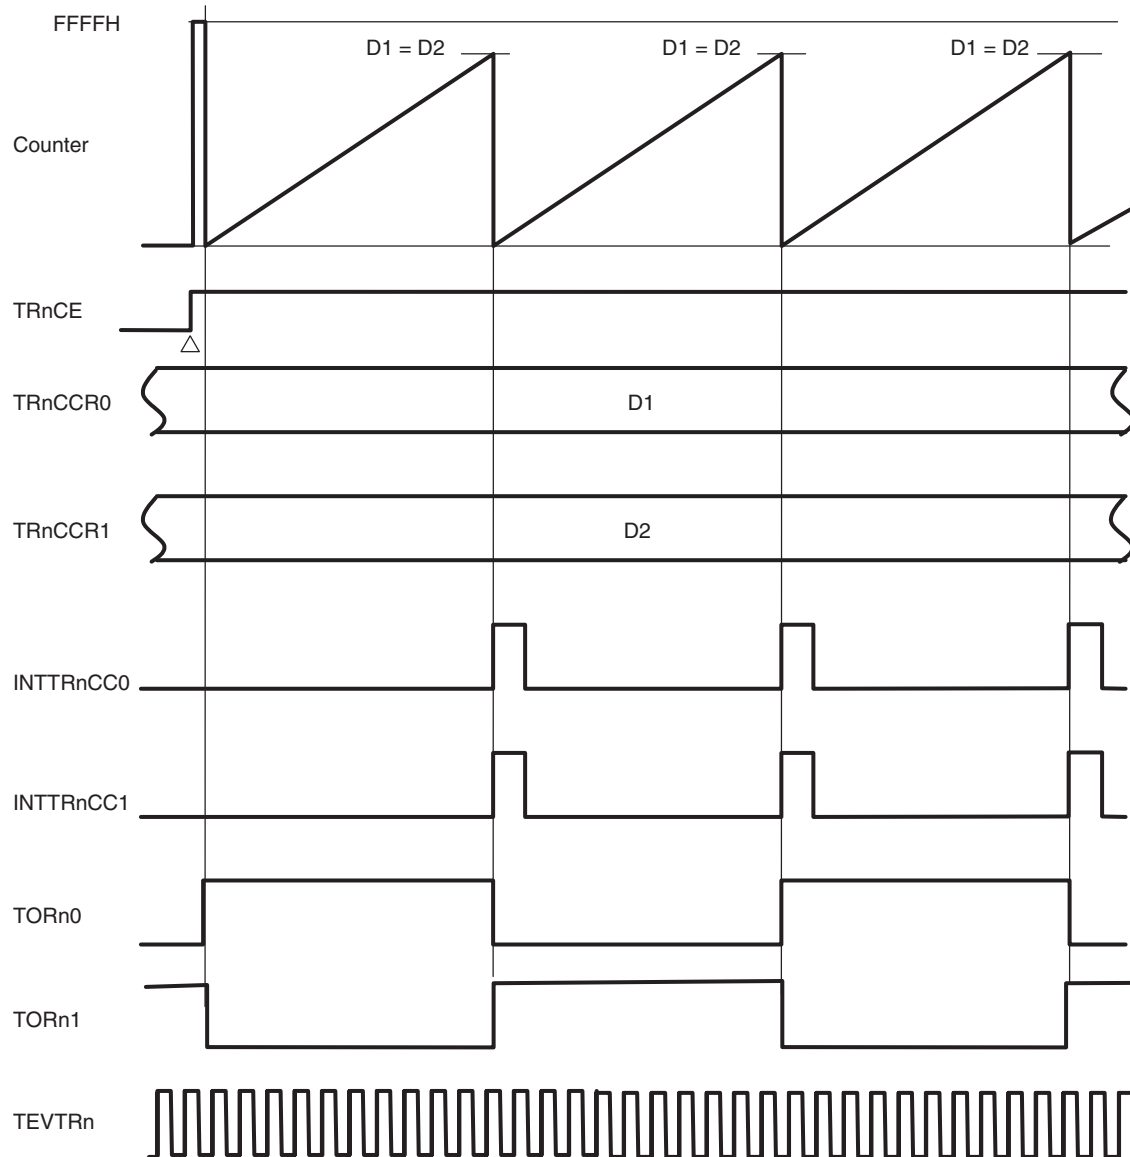 FFFFH
D1 = D2 D1 = D2 D1 = D2
Counter
TRnCE
TRnCCR0 D1
TRnCCR1 D2
INTTRnCC0
INTTRnCC1
TORn0
TORn1
TEVTRn